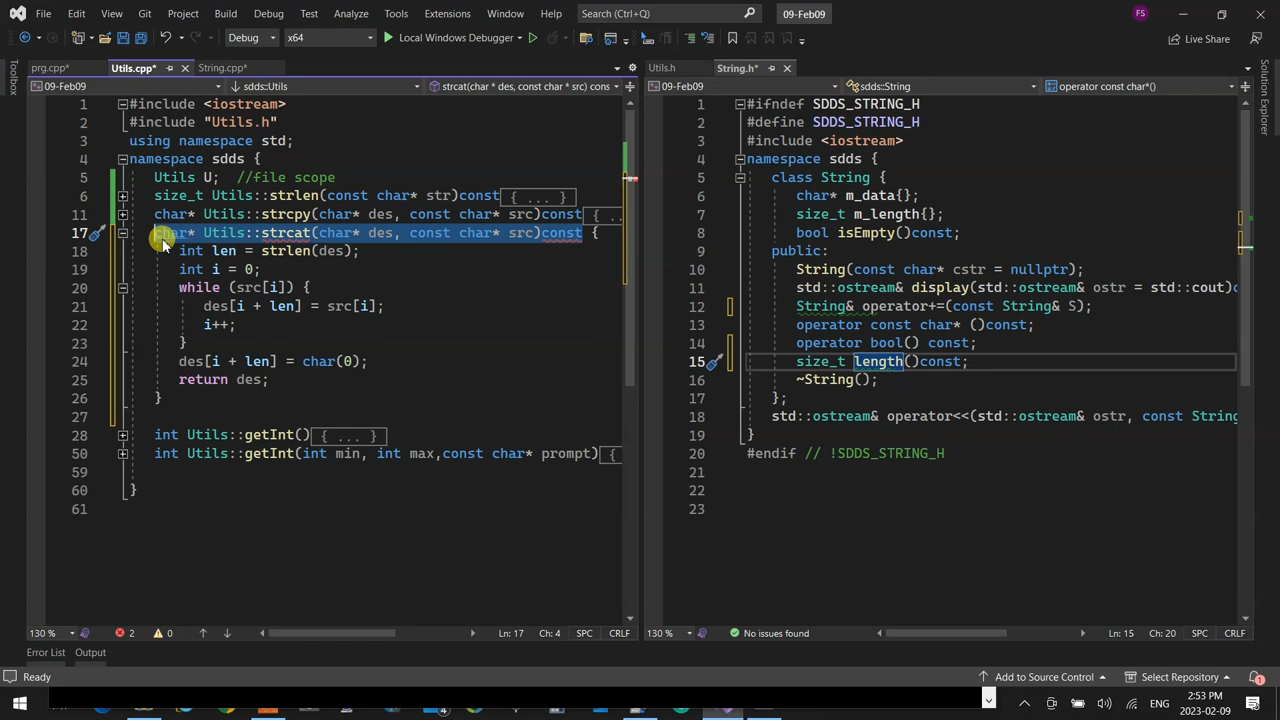 File Edit View Git Project Build Debug Test Analyze Tools Extensions Window Help Search (Ctrl+Q) 09-Feb09 FS
Debug x64 Local Windows Debugger Live Share
Toolbox
prg.cpp* Utils.cpp* String.cpp*
09-Feb09 sdds::Utils strcat(char * des, const char * src) cons
1 #include <iostream>
2 #include "Utils.h"
3 using namespace std;
4 namespace sdds {
5 Utils U; //file scope
6 size_t Utils::strlen(const char* str)const{ ... }
11 char* Utils::strcpy(char* des, const char* src)const{ ..
17 char* Utils::strcat(char* des, const char* src)const {
18 int len = strlen(des);
19 int i = 0;
20 while (src[i]) {
21 des[i + len] = src[i];
22 i++;
23 }
24 des[i + len] = char(0);
25 return des;
26 }
27
28 int Utils::getInt(){ ... }
50 int Utils::getInt(int min, int max,const char* prompt){
59
60 }
61
130 % 2 0 Ln: 17 Ch: 4 SPC CRLF
Utils.h String.h*
09-Feb09 sdds::String operator const char*()
1 #ifndef SDDS_STRING_H
2 #define SDDS_STRING_H
3 #include <iostream>
4 namespace sdds {
5 class String {
6 char* m_data{};
7 size_t m_length{};
8 bool isEmpty()const;
9 public:
10 String(const char* cstr = nullptr);
11 std::ostream& display(std::ostream& ostr = std::cout)c
12 String& operator+=(const String& S);
13 operator const char* ()const;
14 operator bool() const;
15 size_t length()const;
16 ~String();
17 };
18 std::ostream& operator<<(std::ostream& ostr, const String
19 }
20 #endif // !SDDS_STRING_H
21
22
23
130 % No issues found Ln: 15 Ch: 20 SPC CRLF
Solution Explorer
Error List Output
Ready Add to Source Control Select Repository 1
4 ENG 2:53 PM
2023-02-09